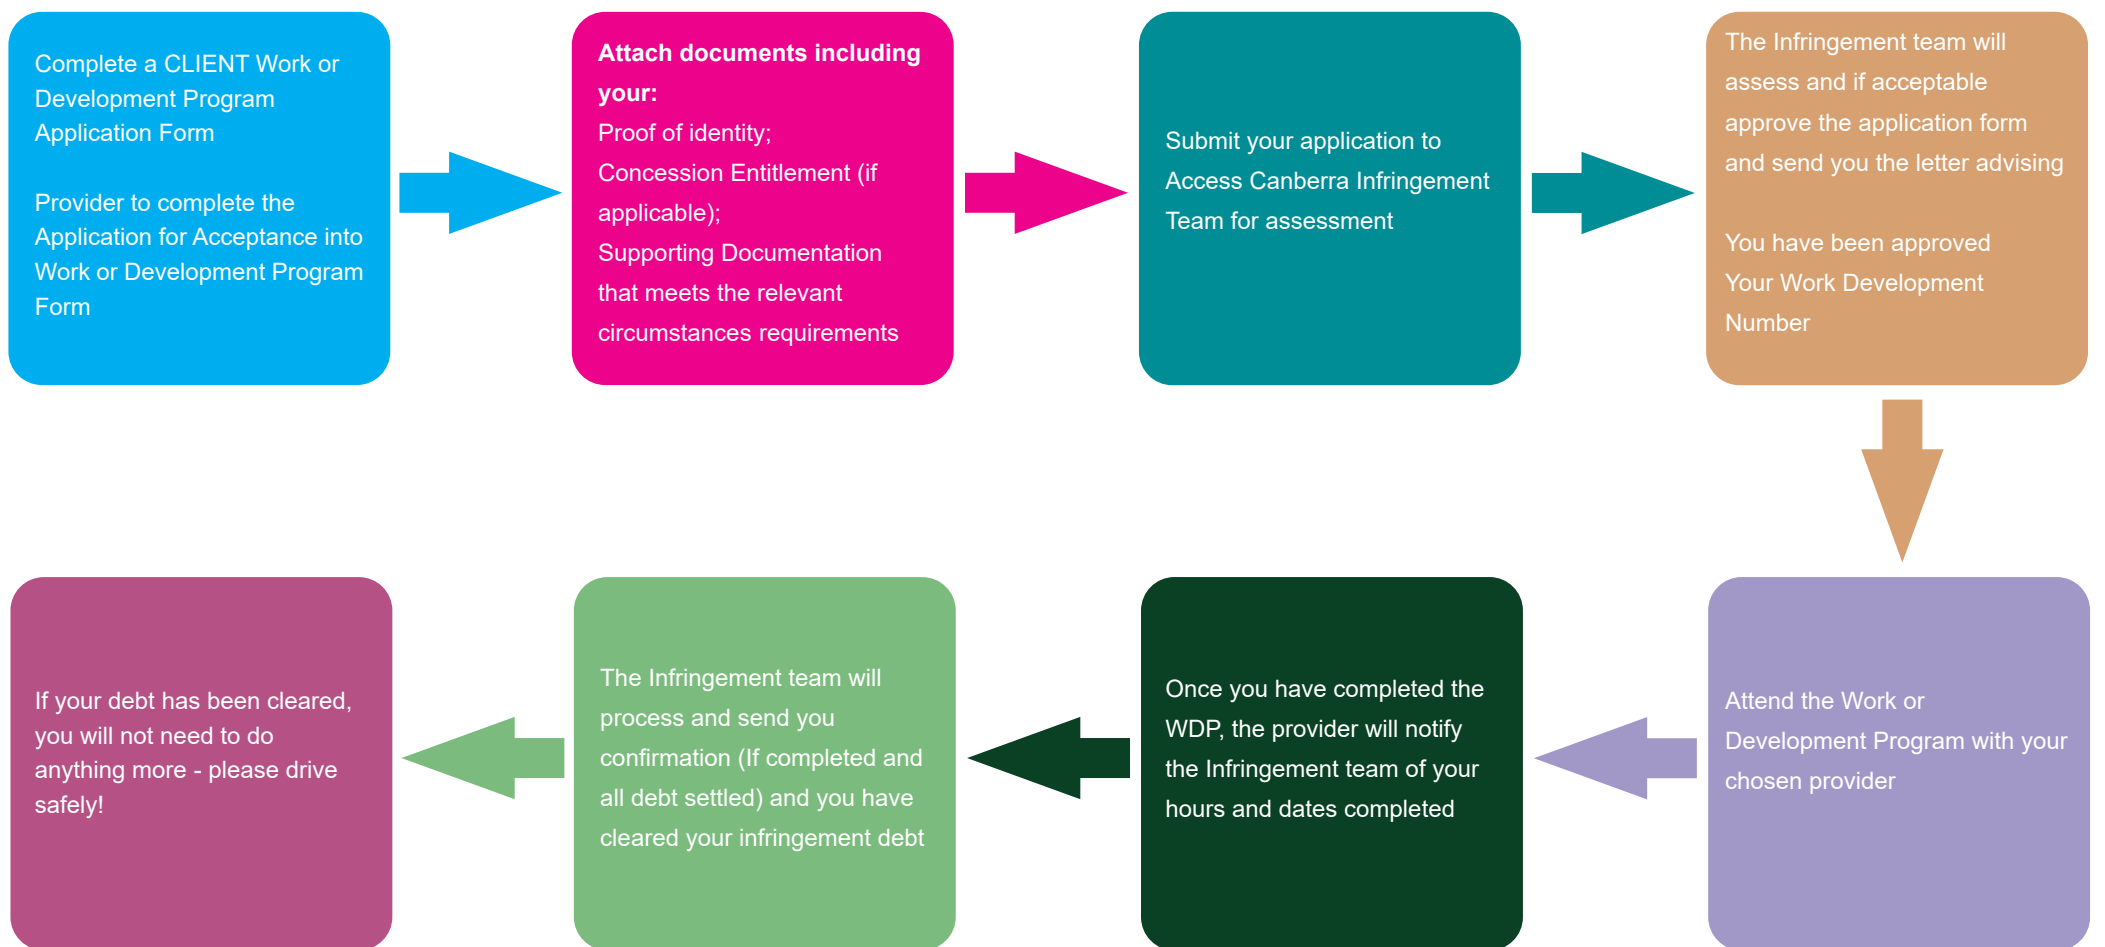 Complete a CLIENT Work or
Development Program
Application Form
Provider to complete the
Application for Acceptance into
Work or Development Program
Form
Attach documents including
your:
Proof of identity;
Concession Entitlement (if
applicable);
Supporting Documentation
that meets the relevant
circumstances requirements
Submit your application to
Access Canberra Infringement
Team for assessment
The Infringement team will
assess and if acceptable
approve the application form
and send you the letter advising
You have been approved
Your Work Development
Number
Attend the Work or
Development Program with your
chosen provider
Once you have completed the
WDP, the provider will notify
the Infringement team of your
hours and dates completed
The Infringement team will
process and send you
confirmation (If completed and
all debt settled) and you have
cleared your infringement debt
If your debt has been cleared,
you will not need to do
anything more - please drive
safely!